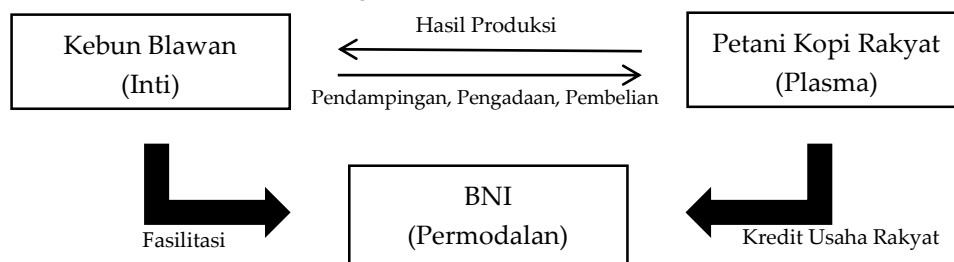 Kebun Blawan
(Inti)
Hasil Produksi
Pendampingan, Pengadaan, Pembelian
Petani Kopi Rakyat
(Plasma)
Fasilitasi
BNI
(Permodalan)
Kredit Usaha Rakyat